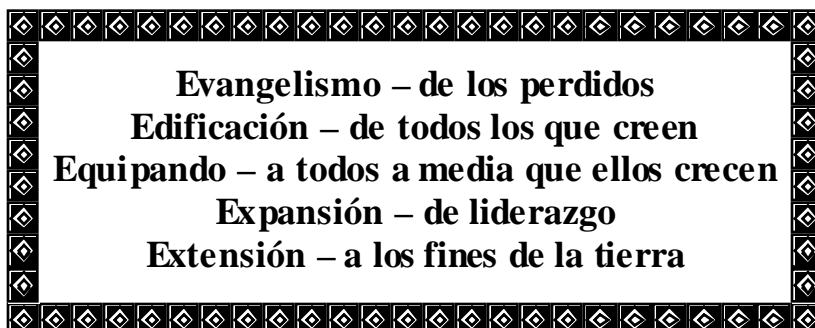 Evangelismo – de los perdidos
Edificación – de todos los que creen
Equipando – a todos a media que ellos crecen
Expansión – de liderazgo
Extensión – a los fines de la tierra